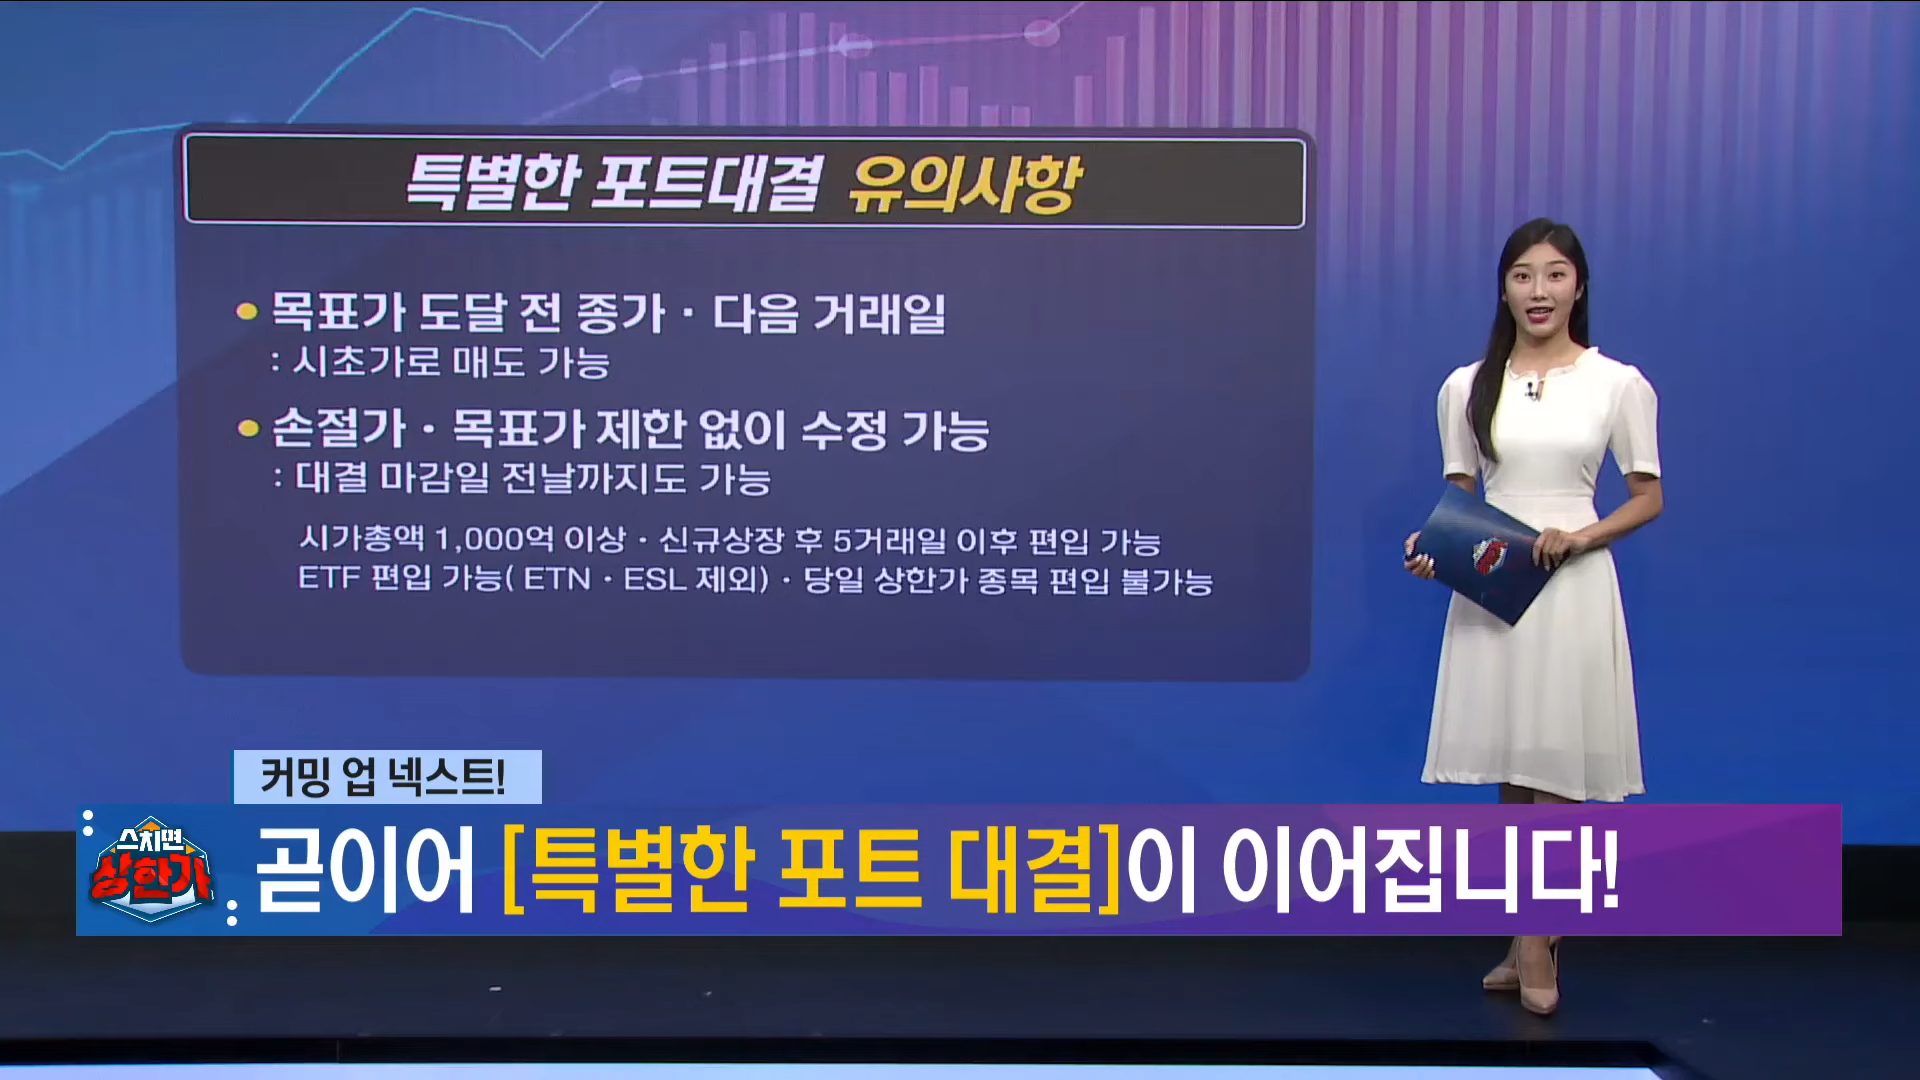 특별한 포트대결 유의사항
• 목표가 도달 전 종가 · 다음 거래일
: 시초가로 매도 가능
• 손절가 · 목표가 제한 없이 수정 가능
: 대결 마감일 전날까지도 가능
시가총액 1,000억 이상 · 신규상장 후 5거래일 이후 편입 가능
ETF 편입 가능( ETN · ESL 제외) · 당일 상한가 종목 편입 불가능
커밍 업 넥스트!
스치면
상한가
곧이어 [특별한 포트 대결]이 이어집니다!